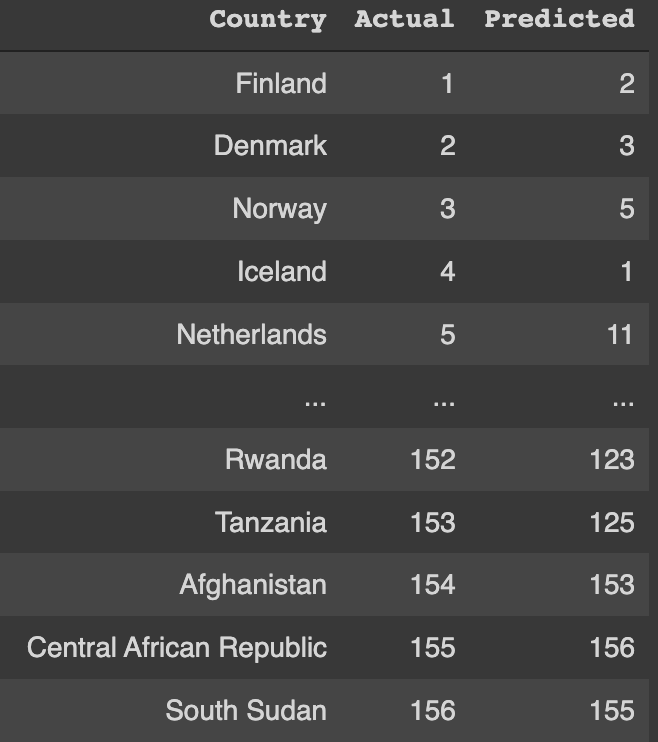 Country Actual Predicted
Finland 1 2
Denmark 2 3
Norway 3 5
Iceland 4 1
Netherlands 5 11
... ... ...
Rwanda 152 123
Tanzania 153 125
Afghanistan 154 153
Central African Republic 155 156
South Sudan 156 155